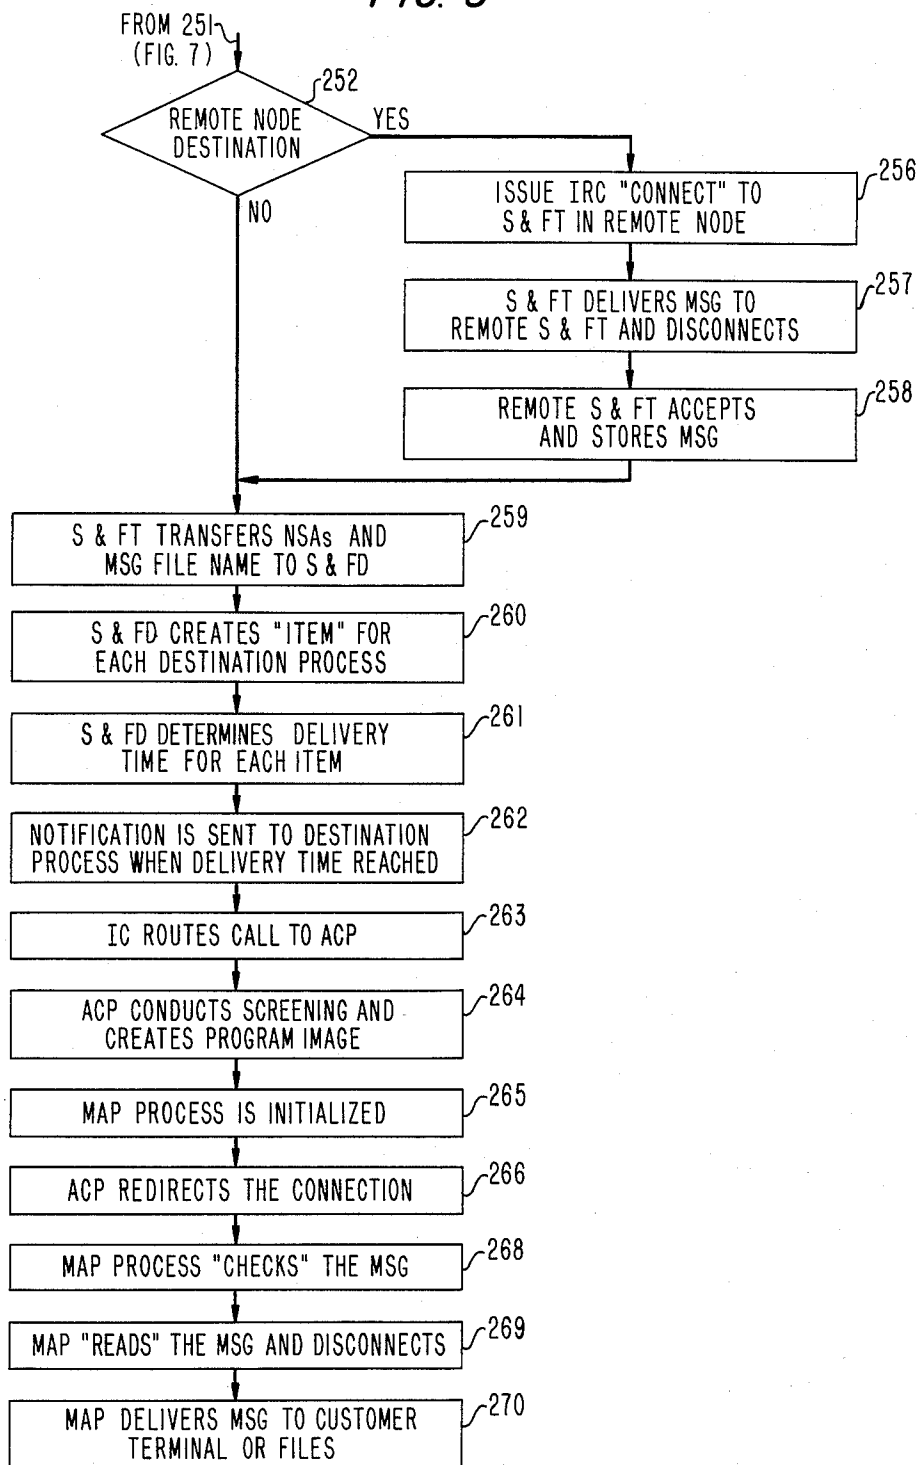 FROM 251
(FIG. 7)
252
REMOTE NODE
DESTINATION
YES
NO
256
ISSUE IRC "CONNECT" TO
S & FT IN REMOTE NODE
257
S & FT DELIVERS MSG TO
REMOTE S & FT AND DISCONNECTS
258
REMOTE S & FT ACCEPTS
AND STORES MSG
259
S & FT TRANSFERS NSAs AND
MSG FILE NAME TO S & FD
260
S & FD CREATES "ITEM" FOR
EACH DESTINATION PROCESS
261
S & FD DETERMINES DELIVERY
TIME FOR EACH ITEM
262
NOTIFICATION IS SENT TO DESTINATION
PROCESS WHEN DELIVERY TIME REACHED
263
IC ROUTES CALL TO ACP
264
ACP CONDUCTS SCREENING AND
CREATES PROGRAM IMAGE
265
MAP PROCESS IS INITIALIZED
266
ACP REDIRECTS THE CONNECTION
268
MAP PROCESS "CHECKS" THE MSG
269
MAP "READS" THE MSG AND DISCONNECTS
270
MAP DELIVERS MSG TO CUSTOMER
TERMINAL OR FILES